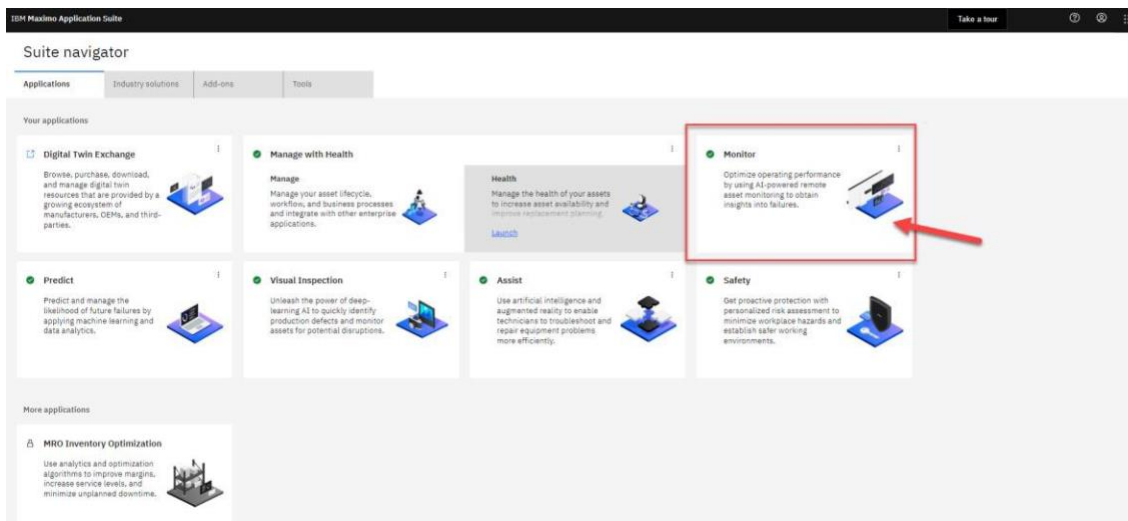 IBM Maximo Application Suite
Take a tour
Suite navigator
Applications
Industry solutions
Add-ons
Tools
Your applications
Digital Twin Exchange
Browse, purchase, download,
and manage digital twin
resources that are provided by a
growing ecosystem of
manufacturers, OEMs, and third-
parties.
Manage with Health
Manage
Manage your asset lifecycle,
workflow, and business processes
and integrate with other enterprise
applications.
Health
Manage the health of your assets
to increase asset availability and
improve replacement planning.
Launch
Monitor
Optimize operating performance
by using AI-powered remote
asset monitoring to obtain
insights into failures.
Predict
Predict and manage the
likelihood of future failures by
applying machine learning and
data analytics.
Visual Inspection
Unleash the power of deep-
learning AI to quickly identify
production defects and monitor
assets for potential disruptions.
Assist
Use artificial intelligence and
augmented reality to enable
technicians to troubleshoot and
repair equipment problems
more efficiently.
Safety
Get proactive protection with
personalized risk assessment to
minimize workplace hazards and
establish safer working
environments.
More applications
MRO Inventory Optimization
Use analytics and optimization
algorithms to improve margins,
increase service levels, and
minimize unplanned downtime.